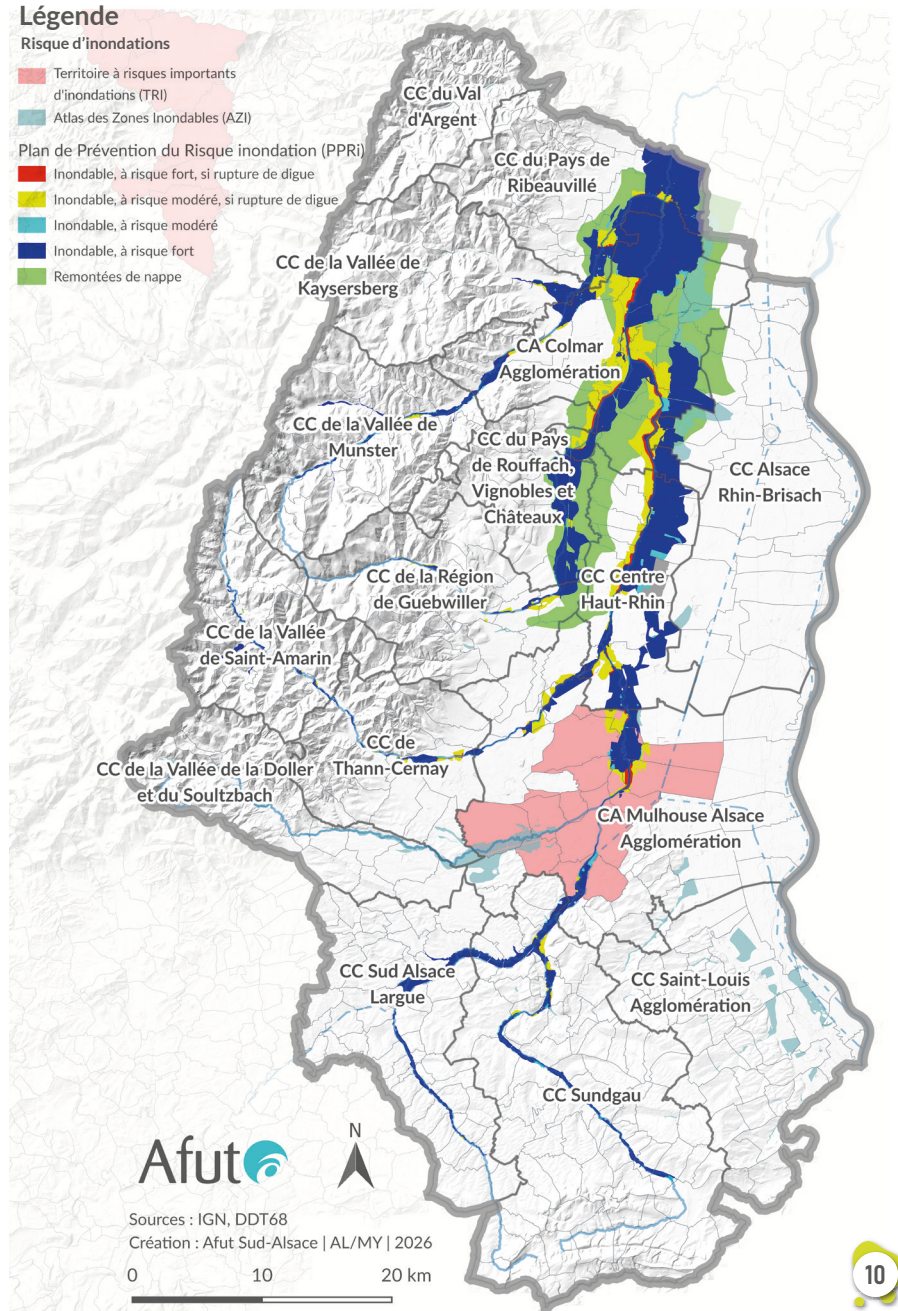 Légende
Risque d'inondations
Territoire à risques importants
d'inondations (TRI)
Atlas des Zones Inondables (AZI)
Plan de Prévention du Risque inondation (PPRi)
Inondable, à risque fort, si rupture de digue
Inondable, à risque modéré, si rupture de digue
Inondable, à risque modéré
Inondable, à risque fort
Remontées de nappe
CC du Val
d'Argent
CC du Pays de
Ribeauvillé
CC de la Vallée de
Kaysersberg
CA Colmar
Agglomération
CC de la Vallée de
Munster
CC du Pays
de Rouffach,
Vignobles et
Châteaux
CC Alsace
Rhin-Brisach
CC de la Région
de Guebwiller
CC Centre
Haut-Rhin
CC de la Vallée
de Saint-Amarin
CC de
Thann-Cernay
CC de la Vallée de la Doller
et du Soultzbach
CA Mulhouse Alsace
Agglomération
CC Sud Alsace
Largue
CC Saint-Louis
Agglomération
CC Sundgau
Afut
N
Sources : IGN, DDT68
Création : Afut Sud-Alsace | AL/MY | 2026
0 10 20 km
10